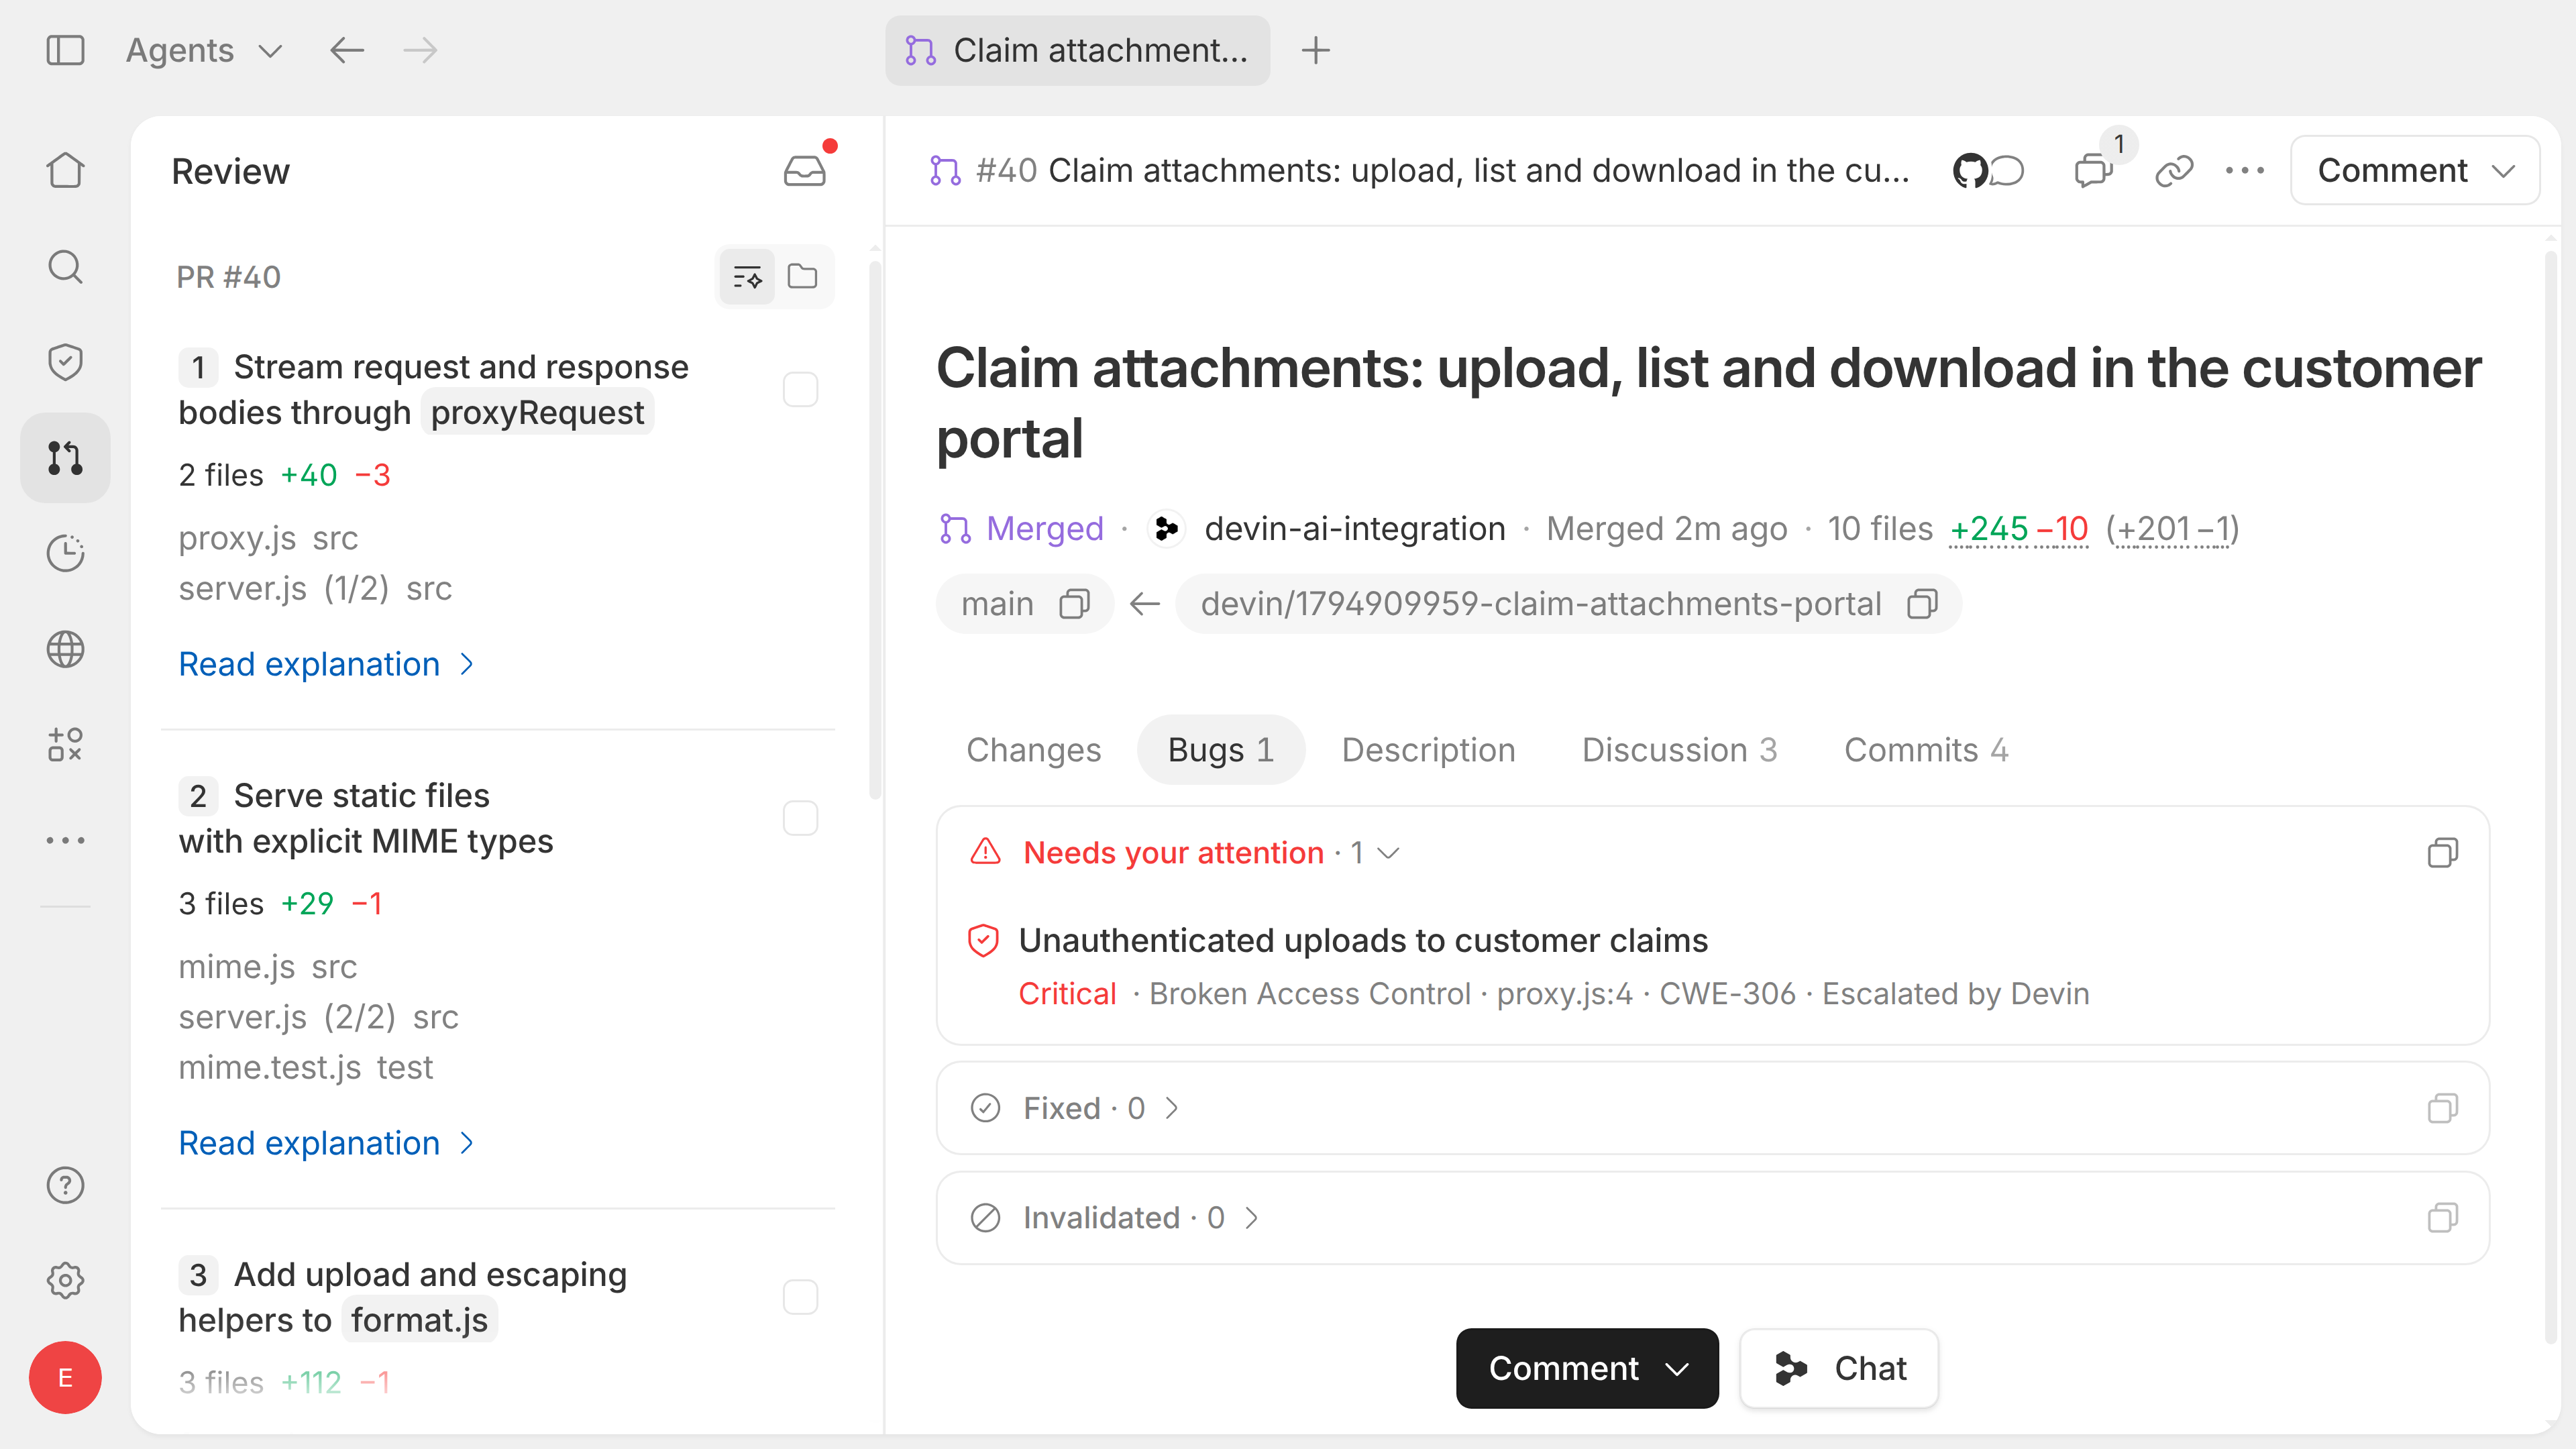 Agents
Claim attachment...
Review
PR #40
1 Stream request and response
bodies through proxyRequest
2 files +40 −3
proxy.js src
server.js (1/2) src
Read explanation
2 Serve static files
with explicit MIME types
3 files +29 −1
mime.js src
server.js (2/2) src
mime.test.js test
Read explanation
3 Add upload and escaping
helpers to format.js
3 files +112 −1
E
#40 Claim attachments: upload, list and download in the cu...
1
Comment
Claim attachments: upload, list and download in the customer
portal
Merged · devin-ai-integration · Merged 2m ago · 10 files +245 −10 (+201 −1)
main ← devin/1794909959-claim-attachments-portal
Changes Bugs 1 Description Discussion 3 Commits 4
Needs your attention · 1
Unauthenticated uploads to customer claims
Critical · Broken Access Control · proxy.js:4 · CWE-306 · Escalated by Devin
Fixed · 0
Invalidated · 0
Comment
Chat